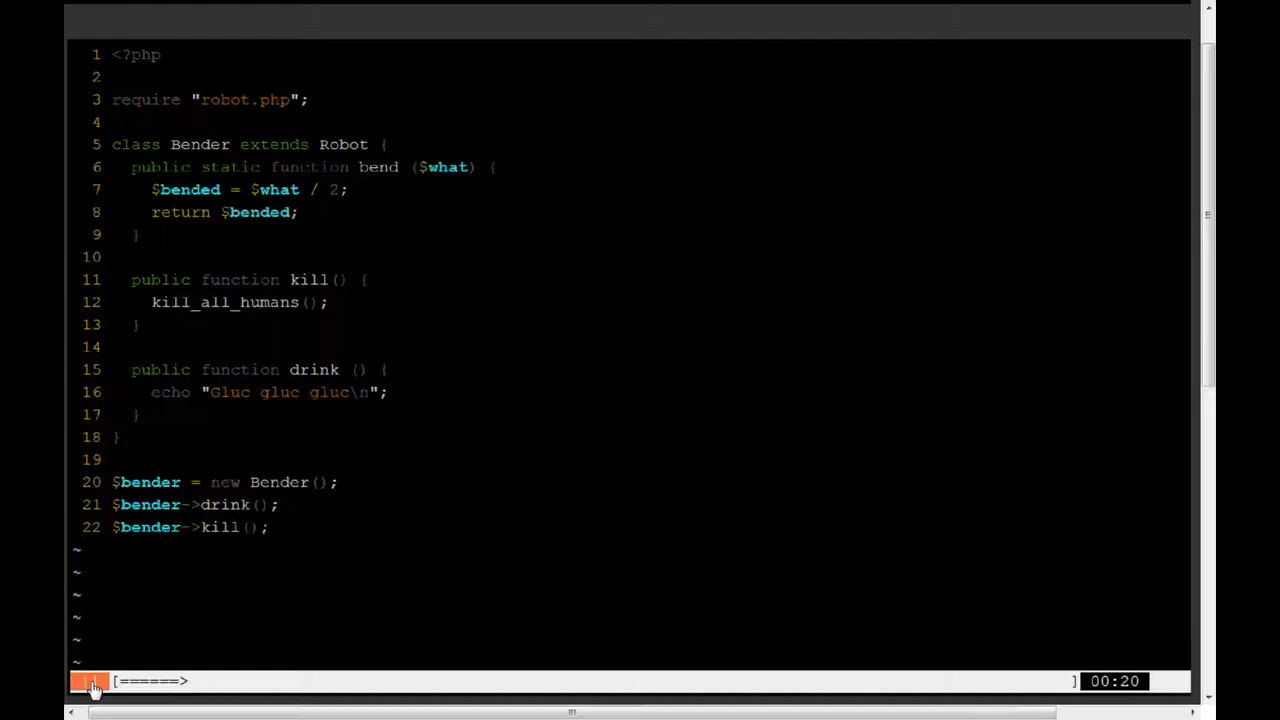 1 <?php
2
3 require "robot.php";
4
5 class Bender extends Robot {
6 public static function bend ($what) {
7 $bended = $what / 2;
8 return $bended;
9 }
10
11 public function kill() {
12 kill_all_humans();
13 }
14
15 public function drink () {
16 echo "Gluc gluc gluc\n";
17 }
18 }
19
20 $bender = new Bender();
21 $bender->drink();
22 $bender->kill();
~
~
~
~
~
~
[======> ] 00:20